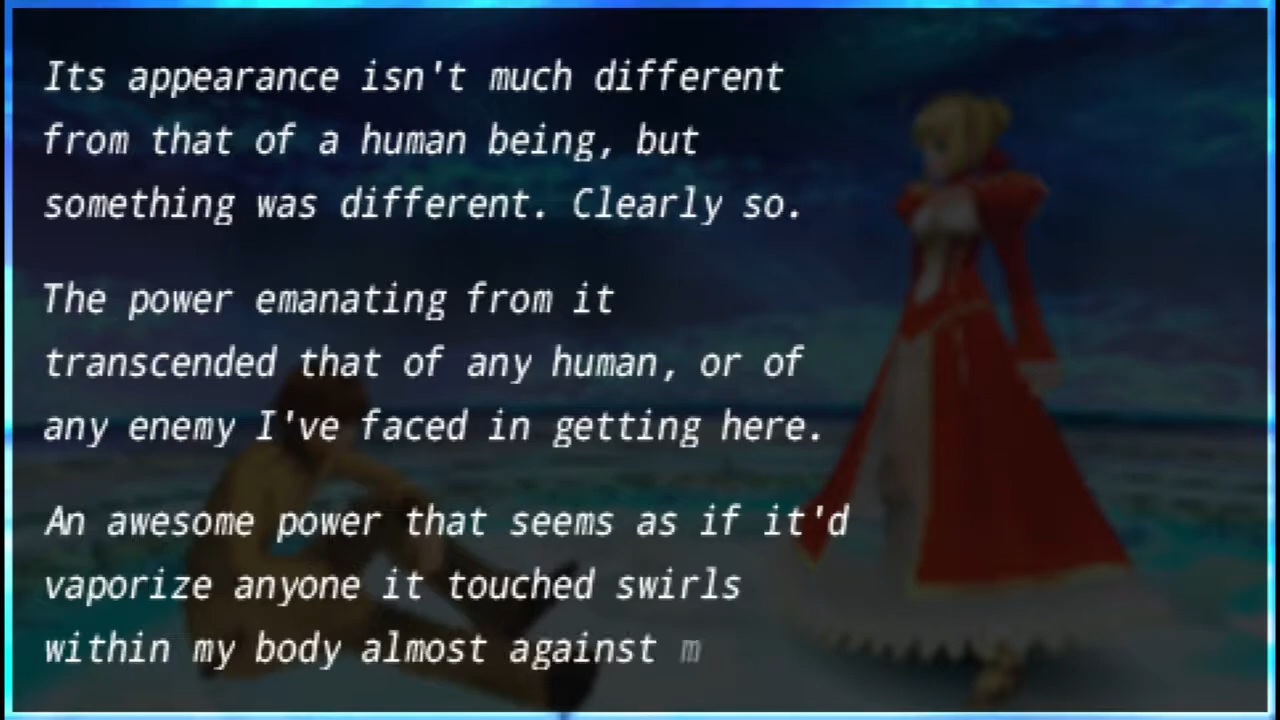 Its appearance isn't much different
from that of a human being, but
something was different. Clearly so.
The power emanating from it
transcended that of any human, or of
any enemy I've faced in getting here.
An awesome power that seems as if it'd
vaporize anyone it touched swirls
within my body almost against m